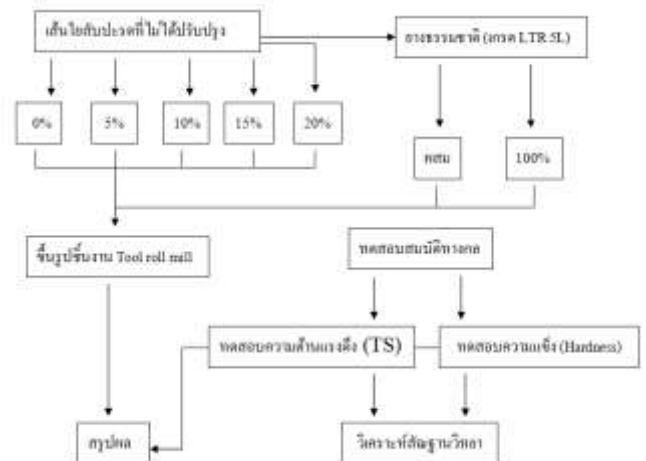 เส้นใยสับปะรดที่ไม่ได้ปรับปรุง
ยางธรรมชาติ (เกรด LTR 5L)
0%
5%
10%
15%
20%
ผสม
100%
ขึ้นรูปชิ้นงาน Tool roll mill
ทดสอบสมบัติทางกล
ทดสอบความต้านแรงดึง (TS)
ทดสอบความแข็ง (Hardness)
สรุปผล
วิเคราะห์สัณฐานวิทยา